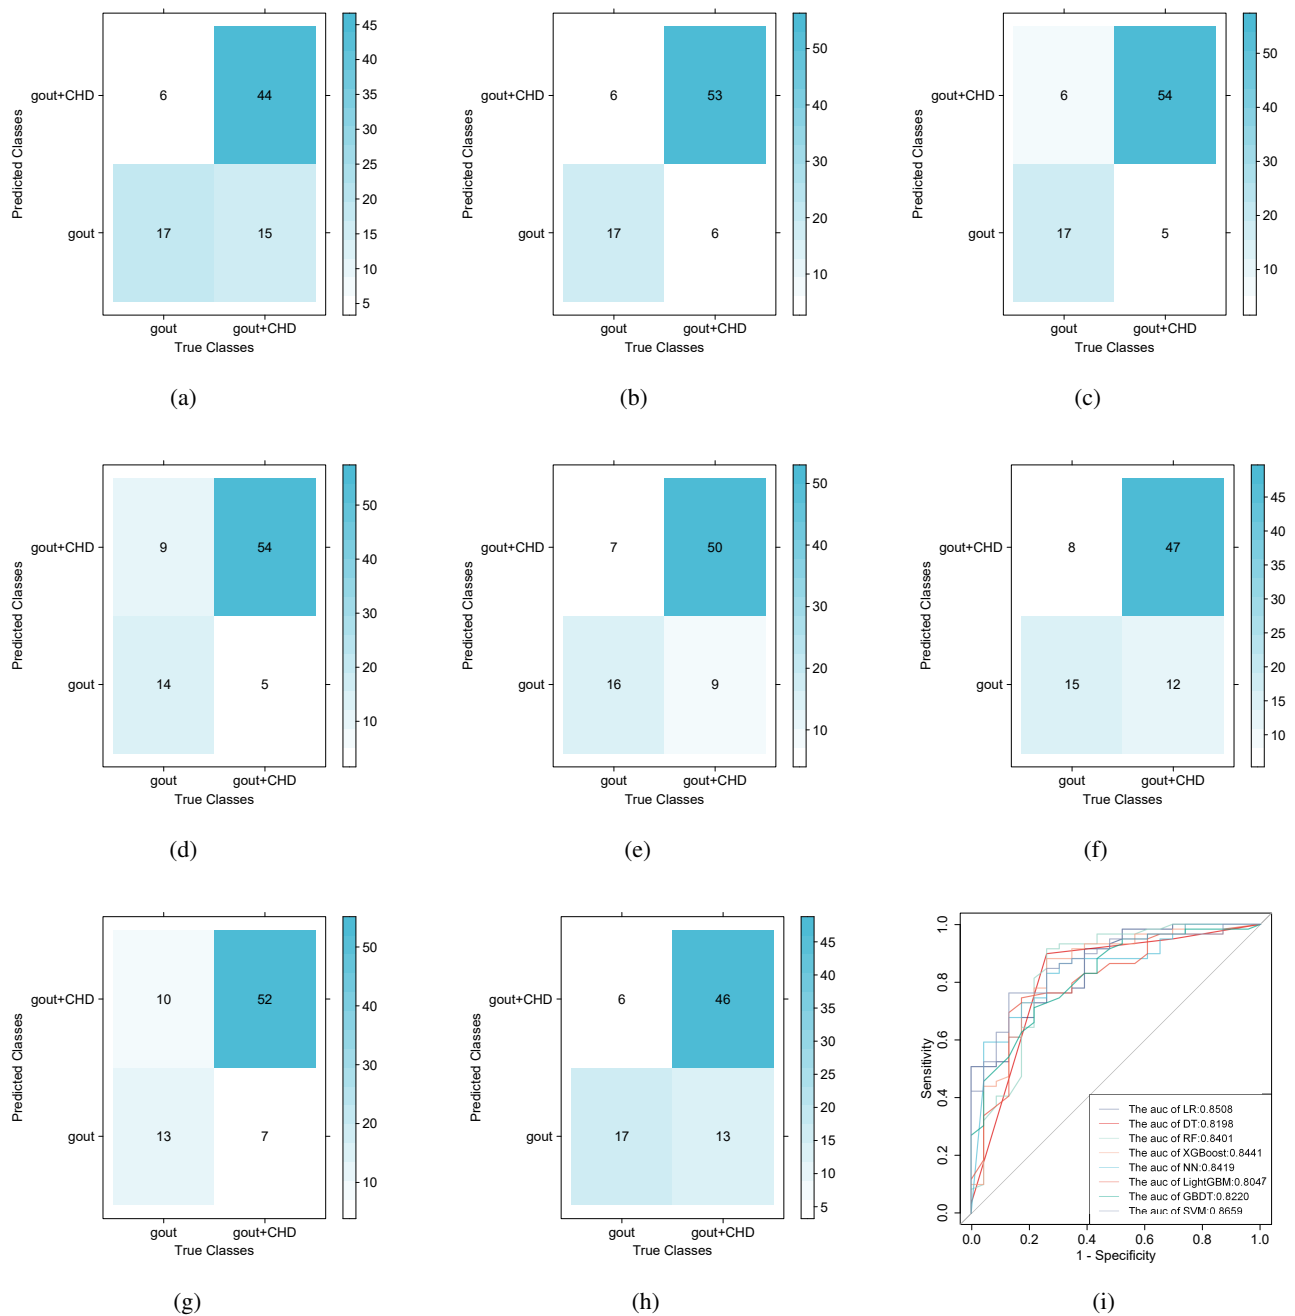 gout+CHD
6
44
gout
17
15
Predicted Classes
gout
gout+CHD
True Classes
45
40
35
30
25
20
15
10
5
(a)
gout+CHD
6
53
gout
17
6
Predicted Classes
gout
gout+CHD
True Classes
50
40
30
20
10
(b)
gout+CHD
6
54
gout
17
5
Predicted Classes
gout
gout+CHD
True Classes
50
40
30
20
10
(c)
gout+CHD
9
54
gout
14
5
Predicted Classes
gout
gout+CHD
True Classes
50
40
30
20
10
(d)
gout+CHD
7
50
gout
16
9
Predicted Classes
gout
gout+CHD
True Classes
50
40
30
20
10
(e)
gout+CHD
8
47
gout
15
12
Predicted Classes
gout
gout+CHD
True Classes
45
40
35
30
25
20
15
10
(f)
gout+CHD
10
52
gout
13
7
Predicted Classes
gout
gout+CHD
True Classes
50
40
30
20
10
(g)
gout+CHD
6
46
gout
17
13
Predicted Classes
gout
gout+CHD
True Classes
45
40
35
30
25
20
15
10
5
(h)
Sensitivity
1.0
0.8
0.6
0.4
0.2
0.0
The auc of LR:0.8508
The auc of DT:0.8198
The auc of RF:0.8401
The auc of XGBoost:0.8441
The auc of NN:0.8419
The auc of LightGBM:0.8047
The auc of GBDT:0.8220
The auc of SVM:0.8659
0.0
0.2
0.4
0.6
0.8
1.0
1 - Specificity
(i)